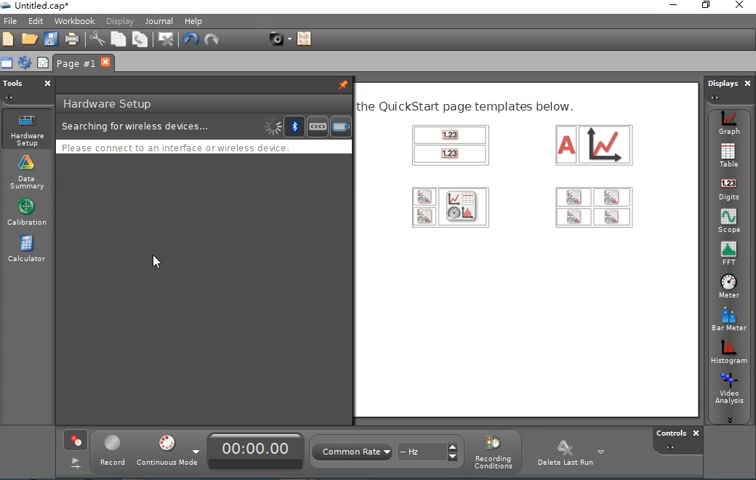 Untitled.cap*
File Edit Workbook Display Journal Help
Page #1
Tools
Displays
Hardware Setup
the QuickStart page templates below.
Searching for wireless devices...
Please connect to an interface or wireless device.
Hardware
Setup
Data
Summary
Calibration
Calculator
1.23
1.23
A
Graph
Table
1.23
Digits
Scope
FFT
Meter
Bar Meter
Histogram
Video
Analysis
Controls
Record
Continuous Mode
00:00.00
Common Rate
-- Hz
Recording
Conditions
Delete Last Run